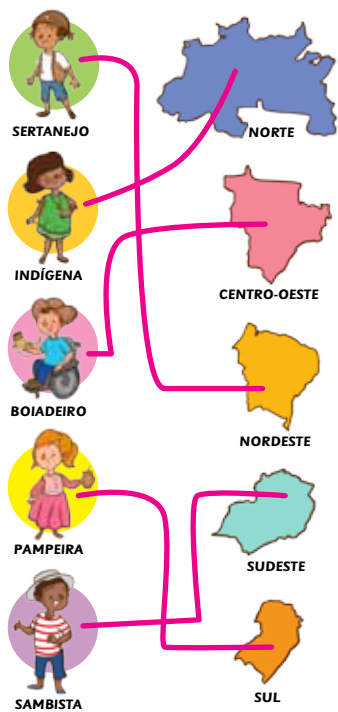 SERTANEJO
NORTE
INDÍGENA
CENTRO-OESTE
BOIADEIRO
NORDESTE
PAMPEIRA
SUDESTE
SAMBISTA
SUL